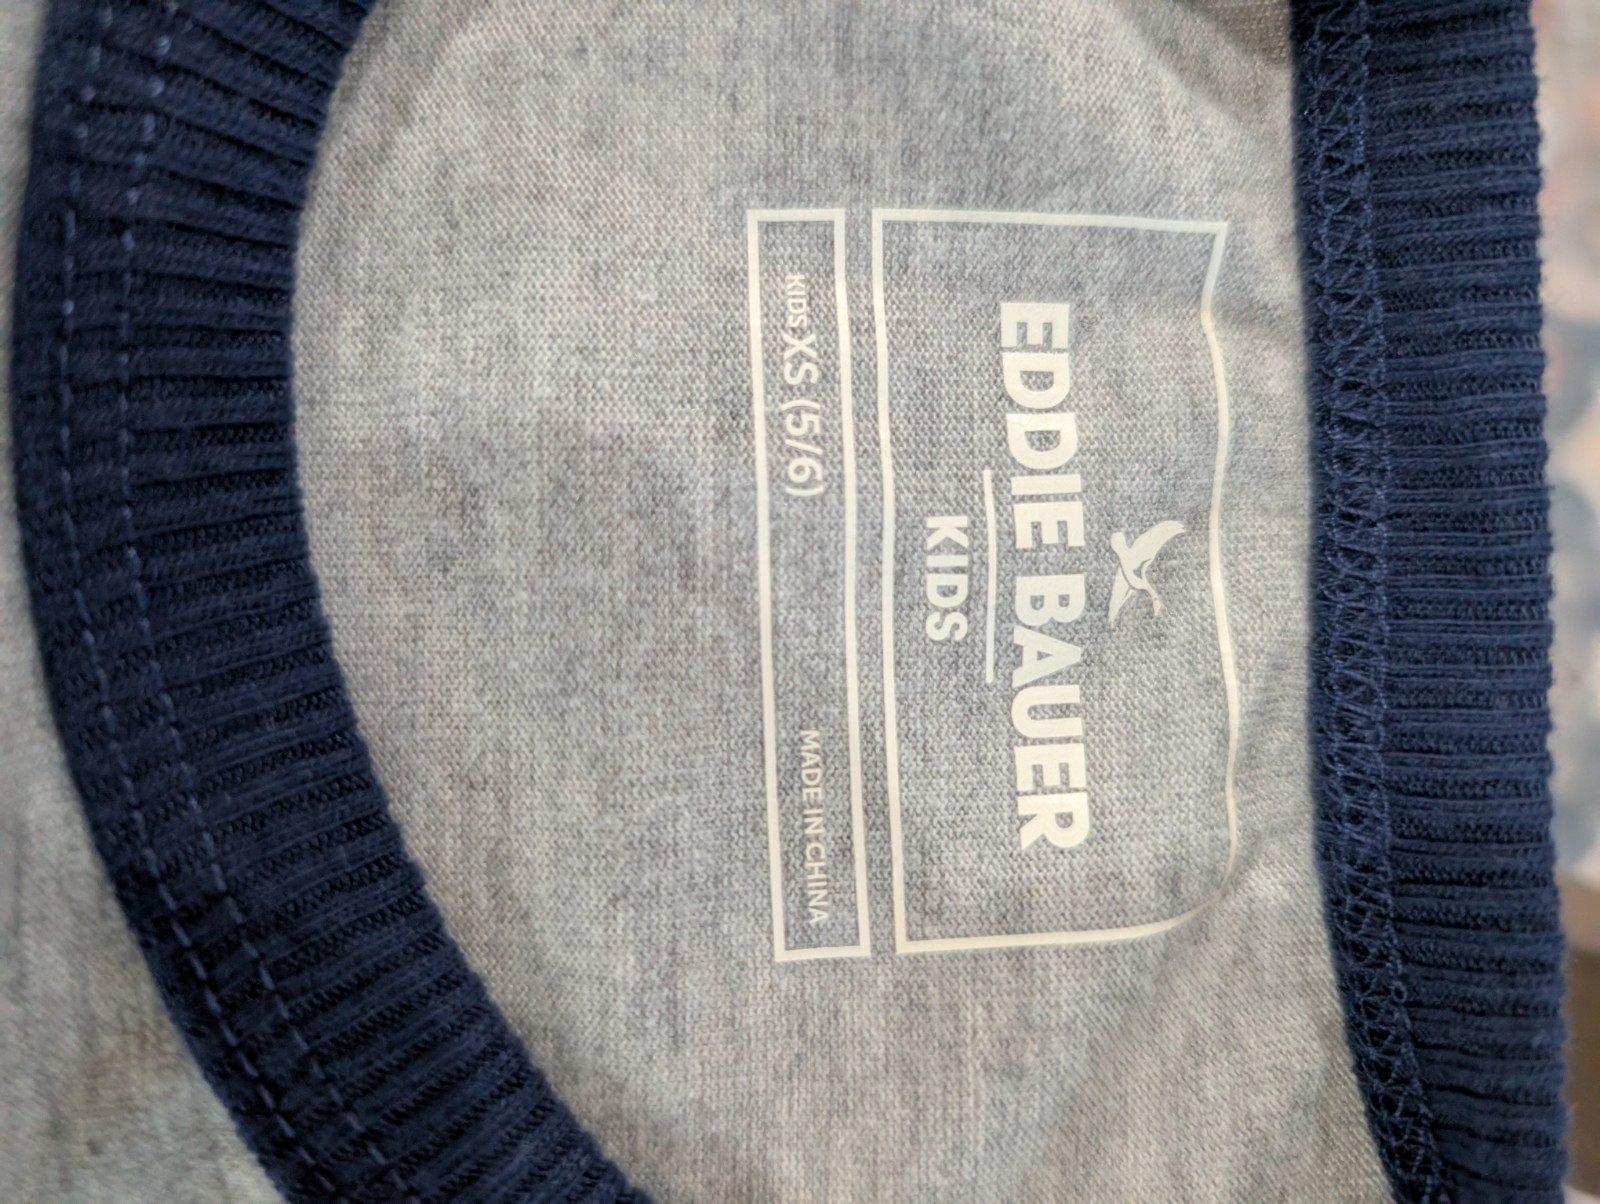 EDDIE BAUER
KIDS
KIDS XS (5/6) MADE IN CHINA